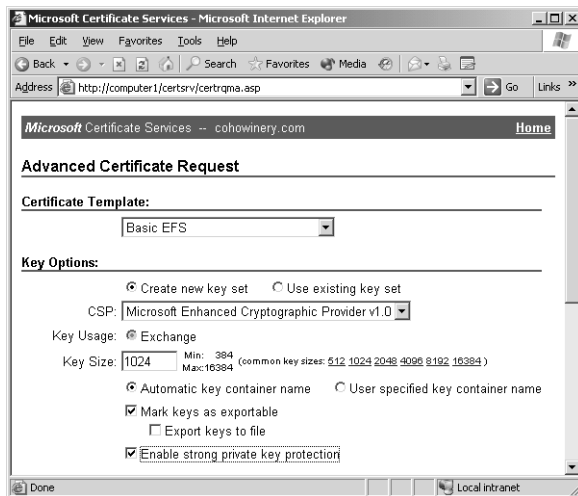 Microsoft Certificate Services - Microsoft Internet Explorer
File Edit View Favorites Tools Help
Back Search Favorites Media
Address http://computer1/certsrv/certrqma.asp Go Links »
Microsoft Certificate Services -- cohowinery.com Home
Advanced Certificate Request
Certificate Template:
Basic EFS
Key Options:
Create new key set Use existing key set
CSP: Microsoft Enhanced Cryptographic Provider v1.0
Key Usage: Exchange
Key Size: 1024 Min: 384 (common key sizes: 512 1024 2048 4096 8192 16384 )
Max:16384
Automatic key container name User specified key container name
Mark keys as exportable
Export keys to file
Enable strong private key protection
Done Local intranet